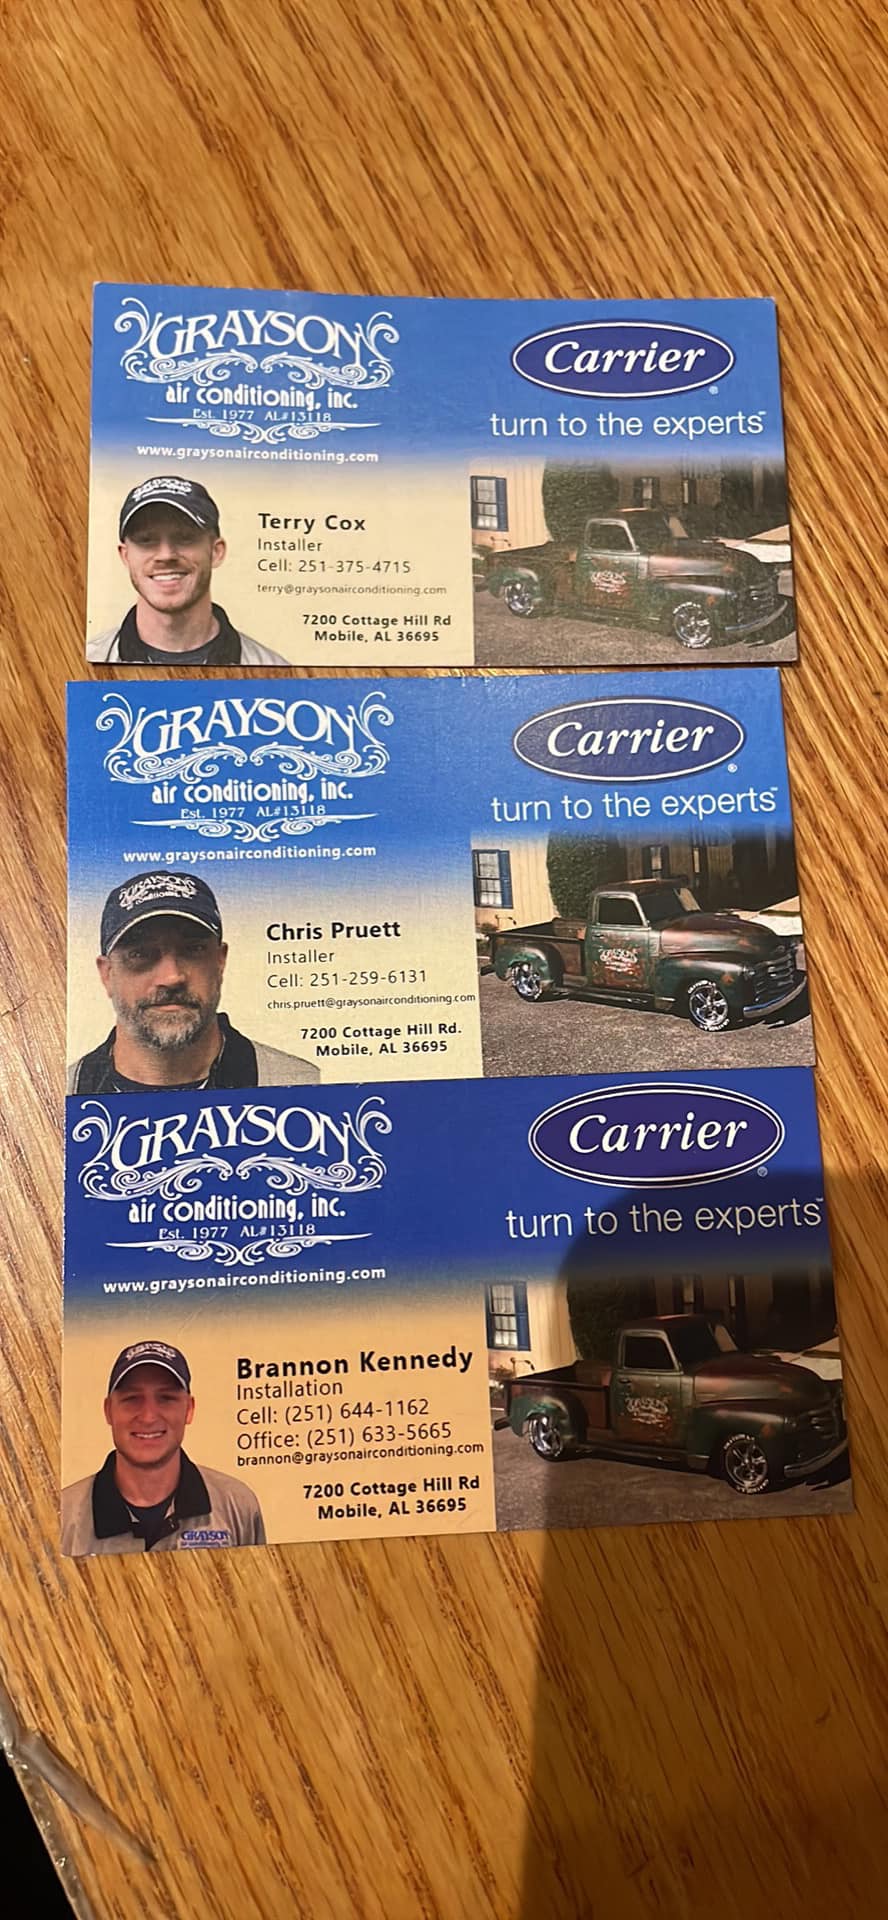 GRAYSON
air conditioning, inc.
Est. 1977 AL#13118
www.graysonairconditioning.com
Carrier
®
turn to the experts™
Terry Cox
Installer
Cell: 251-375-4715
terry@graysonairconditioning.com
7200 Cottage Hill Rd
Mobile, AL 36695
GRAYSON
air conditioning, inc.
Est. 1977 AL#13118
www.graysonairconditioning.com
Carrier
®
turn to the experts™
Chris Pruett
Installer
Cell: 251-259-6131
chris.pruett@graysonairconditioning.com
7200 Cottage Hill Rd.
Mobile, AL 36695
GRAYSON
air conditioning, inc.
Est. 1977 AL#13118
www.graysonairconditioning.com
Carrier
®
turn to the experts™
Brannon Kennedy
Installation
Cell: (251) 644-1162
Office: (251) 633-5665
brannon@graysonairconditioning.com
7200 Cottage Hill Rd
Mobile, AL 36695
GRAYSON